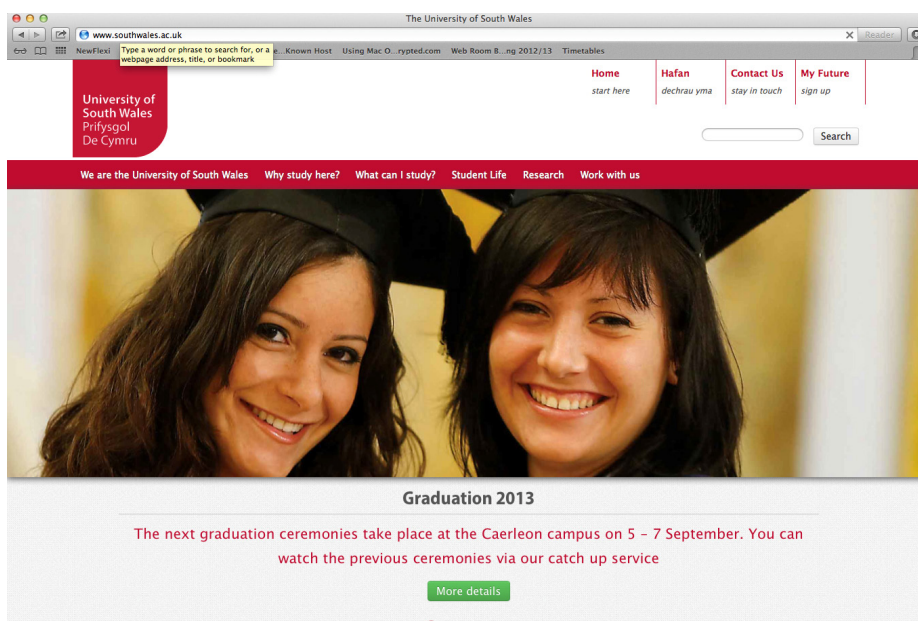 The University of South Wales
www.southwales.ac.uk
Reader
NewFlexi
e...Known Host
Using Mac O...rypted.com
Web Room B...ng 2012/13
Timetables
Type a word or phrase to search for, or a
webpage address, title, or bookmark
Home
start here
Hafan
dechrau yma
Contact Us
stay in touch
My Future
sign up
University of
South Wales
Prifysgol
De Cymru
Search
We are the University of South Wales
Why study here?
What can I study?
Student Life
Research
Work with us
Graduation 2013
The next graduation ceremonies take place at the Caerleon campus on 5 – 7 September. You can
watch the previous ceremonies via our catch up service
More details